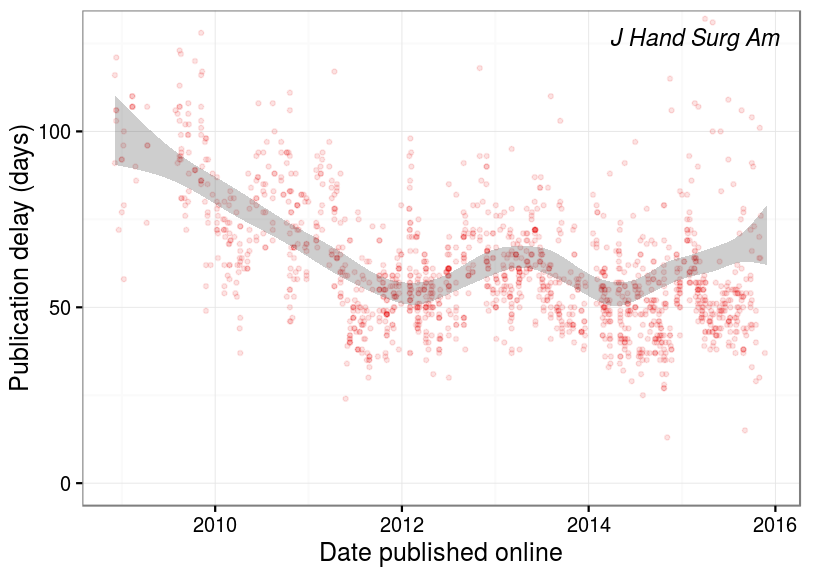 J Hand Surg Am
Publication delay (days)
100
50
0
2010
2012
2014
2016
Date published online